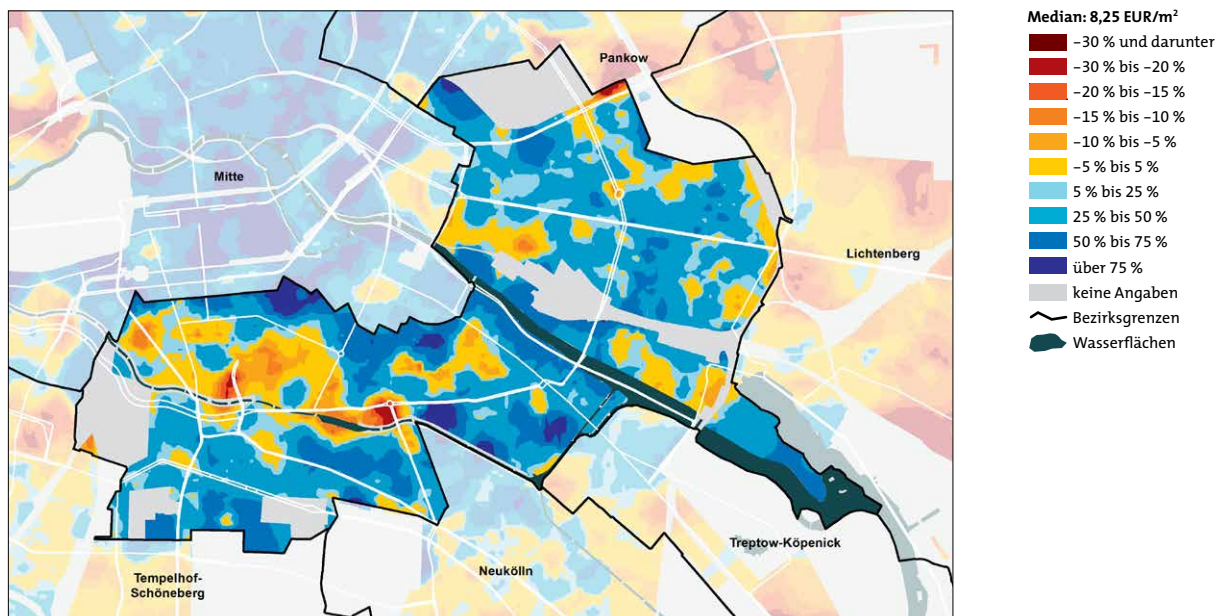 Pankow
Mitte
Lichtenberg
Treptow-Köpenick
Neukölln
Tempelhof-
Schöneberg
Median: 8,25 EUR/m²
−30 % und darunter
−30 % bis −20 %
−20 % bis −15 %
−15 % bis −10 %
−10 % bis −5 %
−5 % bis 5 %
5 % bis 25 %
25 % bis 50 %
50 % bis 75 %
über 75 %
keine Angaben
Bezirksgrenzen
Wasserflächen